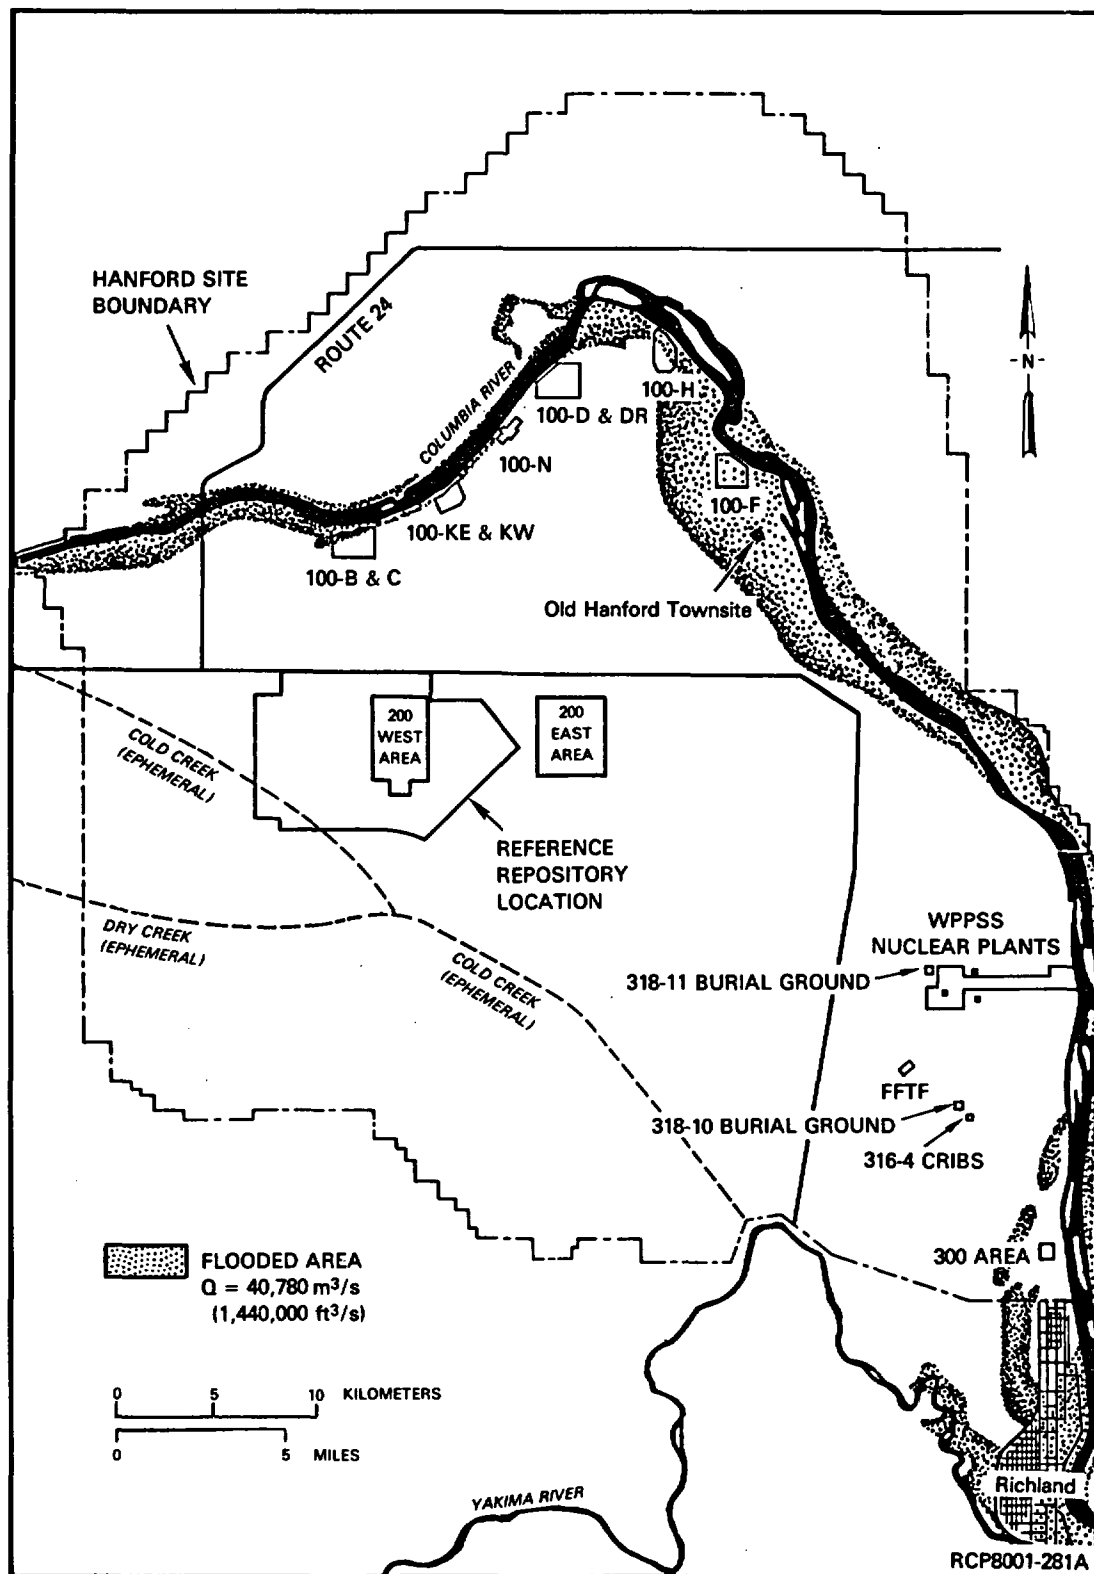 HANFORD SITE
BOUNDARY
ROUTE 24
COLUMBIA RIVER
N
100-H
100-D & DR
100-N
100-F
100-KE & KW
100-B & C
Old Hanford Townsite
200
WEST
AREA
200
EAST
AREA
COLD CREEK
(EPHEMERAL)
REFERENCE
REPOSITORY
LOCATION
DRY CREEK
(EPHEMERAL)
COLD CREEK
(EPHEMERAL)
WPPSS
NUCLEAR PLANTS
318-11 BURIAL GROUND
FFTF
318-10 BURIAL GROUND
316-4 CRIBS
300 AREA
FLOODED AREA
Q = 40,780 m³/s
(1,440,000 ft³/s)
0 5 10 KILOMETERS
0 5 MILES
YAKIMA RIVER
Richland
RCP8001-281A